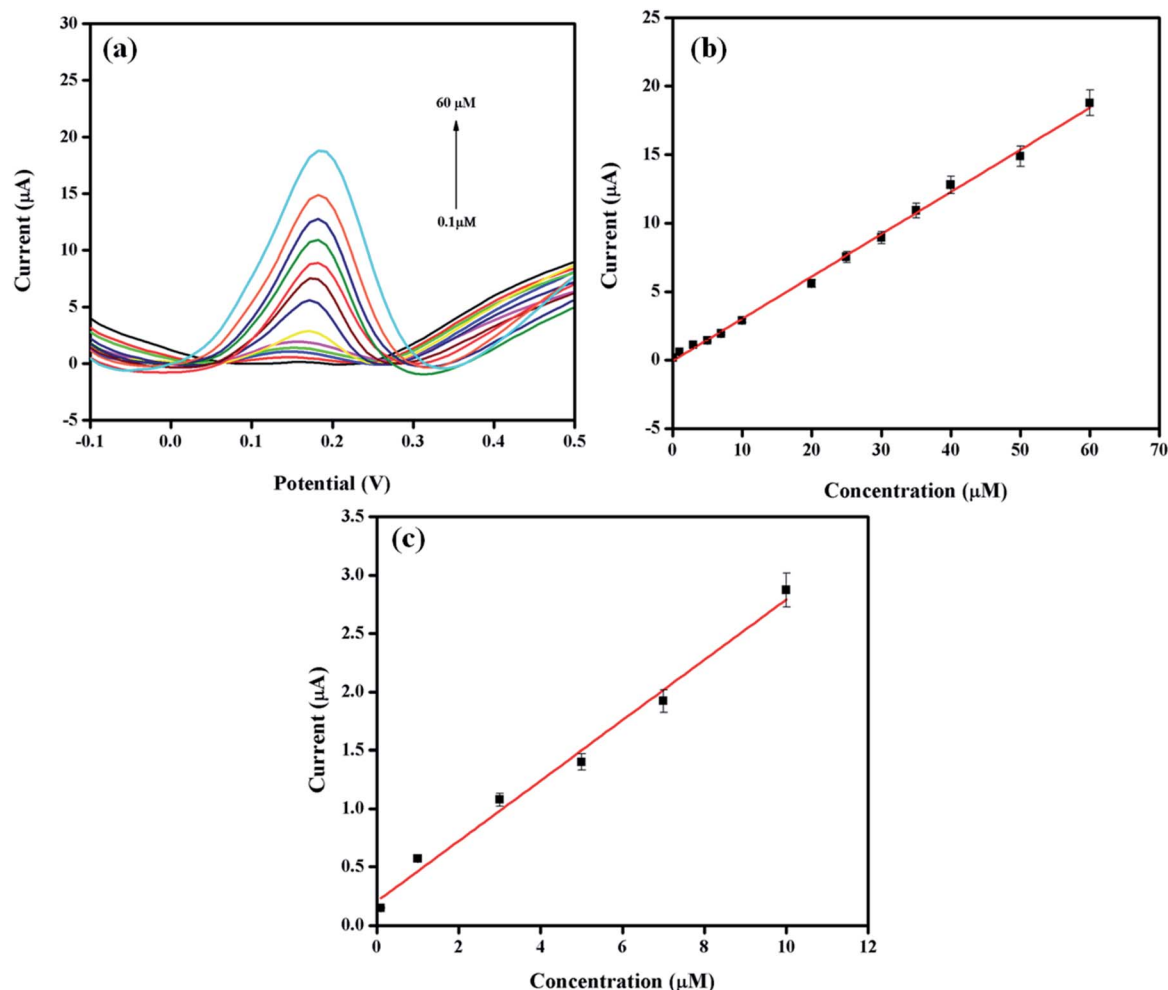 (a)
30
25
20
15
10
5
0
-5
Current (μA)
60 μM
0.1μM
-0.1 0.0 0.1 0.2 0.3 0.4 0.5
Potential (V)
(b)
25
20
15
10
5
0
-5
Current (μA)
0 10 20 30 40 50 60 70
Concentration (μM)
(c)
3.5
3.0
2.5
2.0
1.5
1.0
0.5
0.0
Current (μA)
0 2 4 6 8 10 12
Concentration (μM)